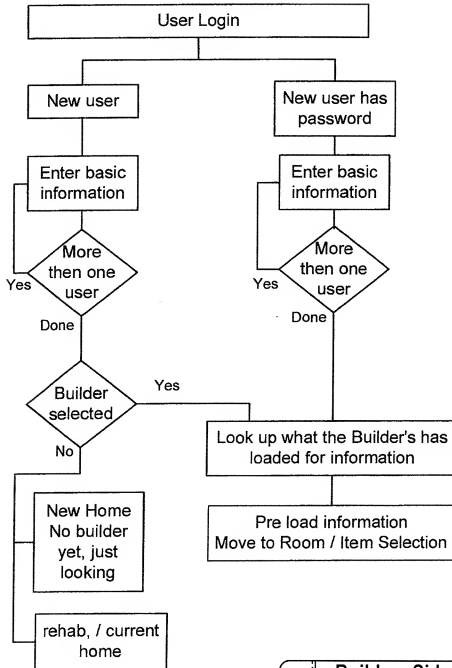 User Login
New user
New user has
password
Enter basic
information
Enter basic
information
More
then one
user
Yes
Done
More
then one
user
Yes
Done
Builder
selected
Yes
No
Look up what the Builder's has
loaded for information
New Home
No builder
yet, just
looking
Pre load information
Move to Room / Item Selection
rehab, / current
home